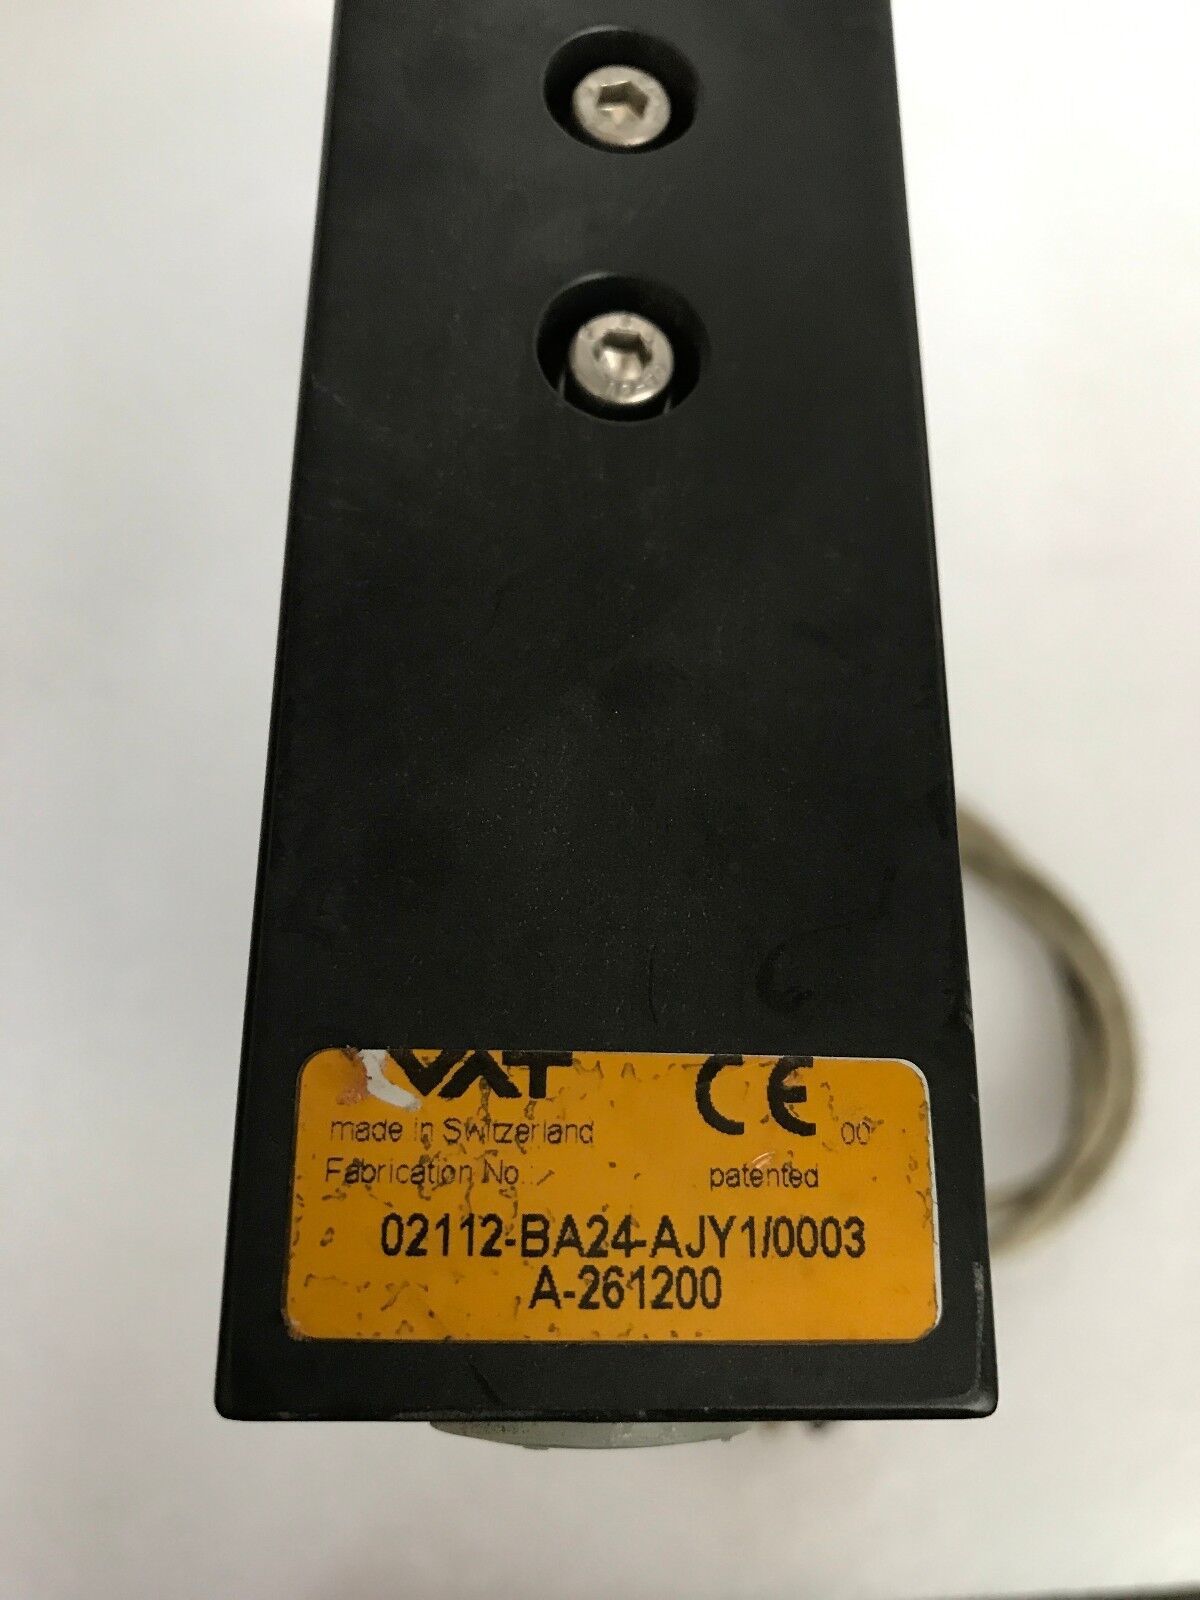 VAT CE
made in Switzerland 00
Fabrication No.: patented
02112-BA24-AJY1/0003
A-261200